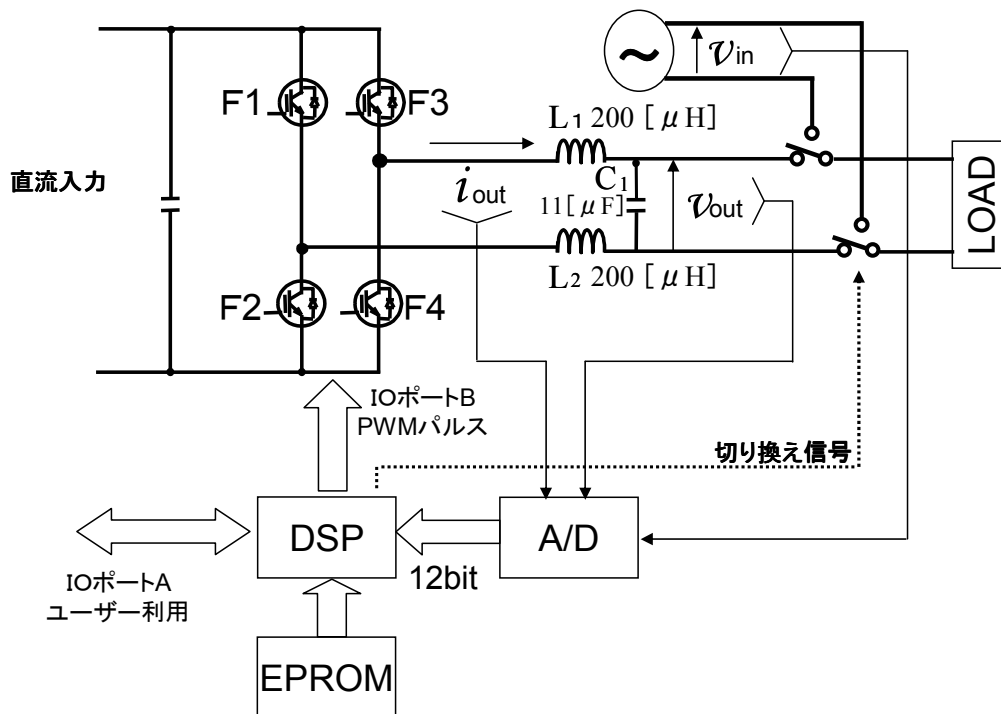 ~
vin
F1
F3
L1 200 [μH]
直流入力
iout
C1
11[μF]
vout
LOAD
L2 200 [μH]
F2
F4
IOポートB
PWMパルス
切り換え信号
DSP
A/D
12bit
IOポートA
ユーザー利用
EPROM